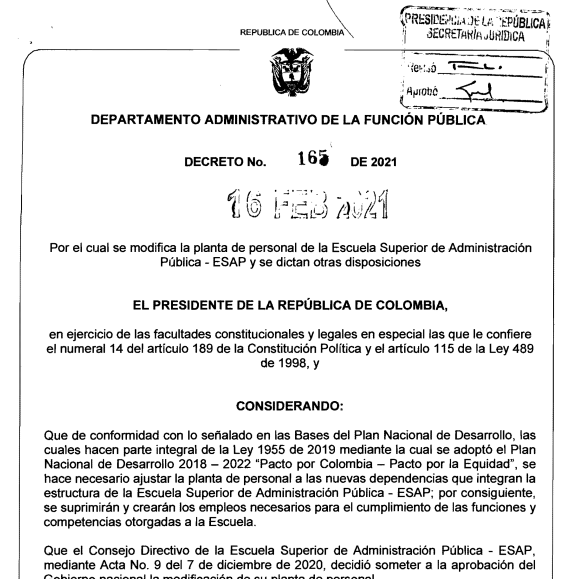 REPUBLICA DE COLOMBIA
PRESIDENCIA DE LA REPÚBLICA
SECRETARÍA JURÍDICA
Revisó
Aprobó
DEPARTAMENTO ADMINISTRATIVO DE LA FUNCIÓN PÚBLICA
DECRETO No. 165 DE 2021
16 FEB 2021
Por el cual se modifica la planta de personal de la Escuela Superior de Administración
Pública - ESAP y se dictan otras disposiciones
EL PRESIDENTE DE LA REPÚBLICA DE COLOMBIA,
en ejercicio de las facultades constitucionales y legales en especial las que le confiere
el numeral 14 del artículo 189 de la Constitución Política y el artículo 115 de la Ley 489
de 1998, y
CONSIDERANDO:
Que de conformidad con lo señalado en las Bases del Plan Nacional de Desarrollo, las
cuales hacen parte integral de la Ley 1955 de 2019 mediante la cual se adoptó el Plan
Nacional de Desarrollo 2018 – 2022 “Pacto por Colombia – Pacto por la Equidad”, se
hace necesario ajustar la planta de personal a las nuevas dependencias que integran la
estructura de la Escuela Superior de Administración Pública - ESAP; por consiguiente,
se suprimirán y crearán los empleos necesarios para el cumplimiento de las funciones y
competencias otorgadas a la Escuela.
Que el Consejo Directivo de la Escuela Superior de Administración Pública - ESAP,
mediante Acta No. 9 del 7 de diciembre de 2020, decidió someter a la aprobación del
Gobierno nacional la modificación de su planta de personal